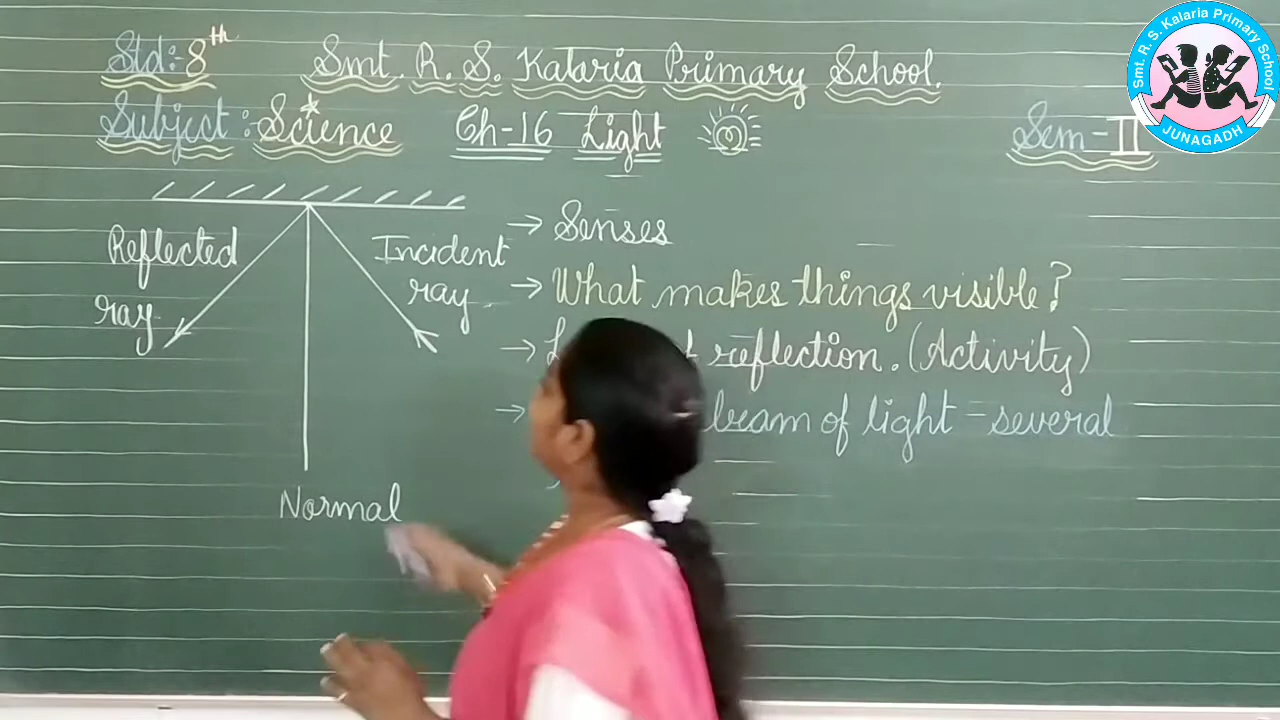 Std:- 8th Smt. R. S. Kataria Primary School.
Subject:- Science Ch-16 Light
Sem-II
Smt. R. S. Kalaria Primary School
JUNAGADH
Reflected
ray
Incident
ray
Normal
→ Senses
→ What makes things visible?
→ reflection. (Activity)
→ beam of light - several